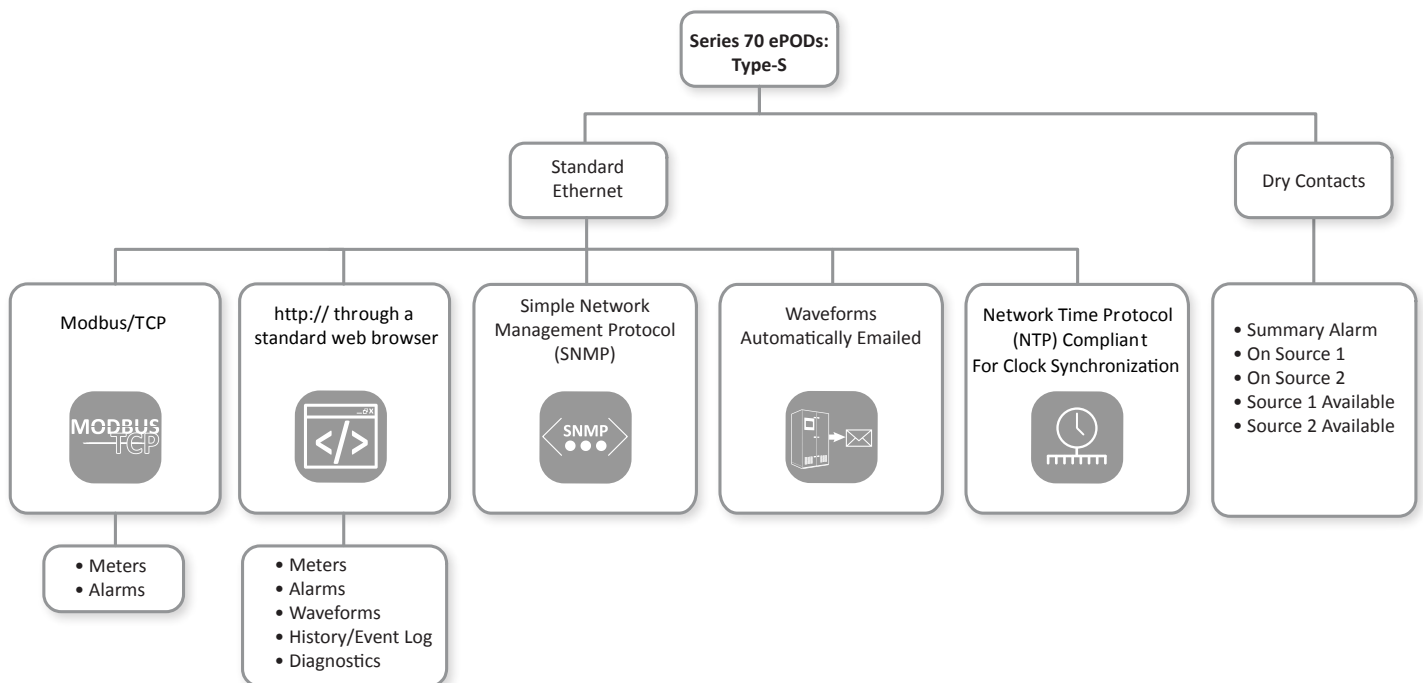 Series 70 ePODs:
Type-S
Standard
Ethernet
Dry Contacts
Modbus/TCP
MODBUS
TCP
http:// through a
standard web browser
</>
Simple Network
Management Protocol
(SNMP)
SNMP
Waveforms
Automatically Emailed
Network Time Protocol
(NTP) Compliant
For Clock Synchronization
• Summary Alarm
• On Source 1
• On Source 2
• Source 1 Available
• Source 2 Available
• Meters
• Alarms
• Meters
• Alarms
• Waveforms
• History/Event Log
• Diagnostics